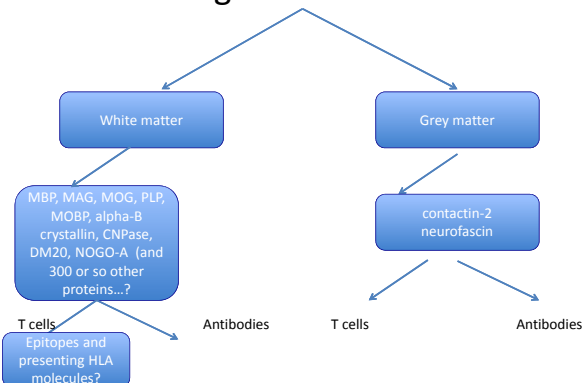 White matter
Grey matter
MBP, MAG, MOG, PLP,
MOBP, alpha-B
crystallin, CNPase,
DM20, NOGO-A (and
300 or so other
proteins…?
contactin-2
neurofascin
T cells
Antibodies
T cells
Antibodies
Epitopes and
presenting HLA
molecules?